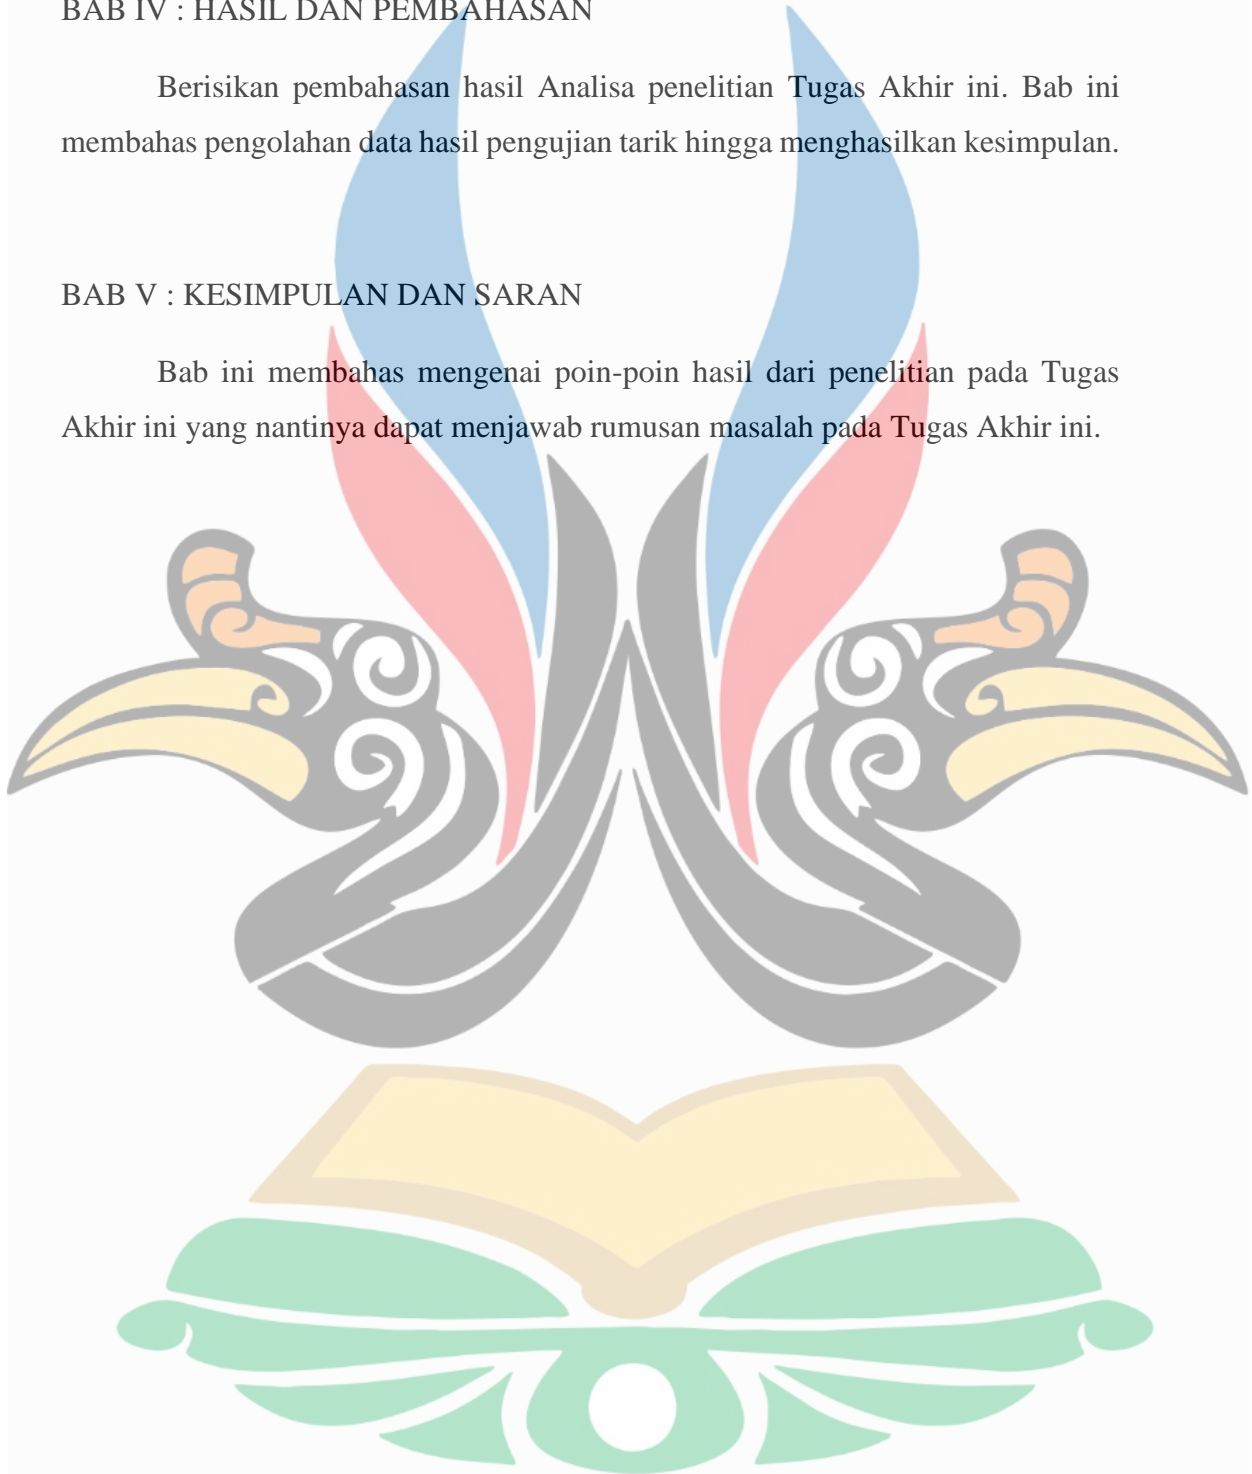 BAB IV : HASIL DAN PEMBAHASAN
Berisikan pembahasan hasil Analisa penelitian Tugas Akhir ini. Bab ini
membahas pengolahan data hasil pengujian tarik hingga menghasilkan kesimpulan.
BAB V : KESIMPULAN DAN SARAN
Bab ini membahas mengenai poin-poin hasil dari penelitian pada Tugas
Akhir ini yang nantinya dapat menjawab rumusan masalah pada Tugas Akhir ini.